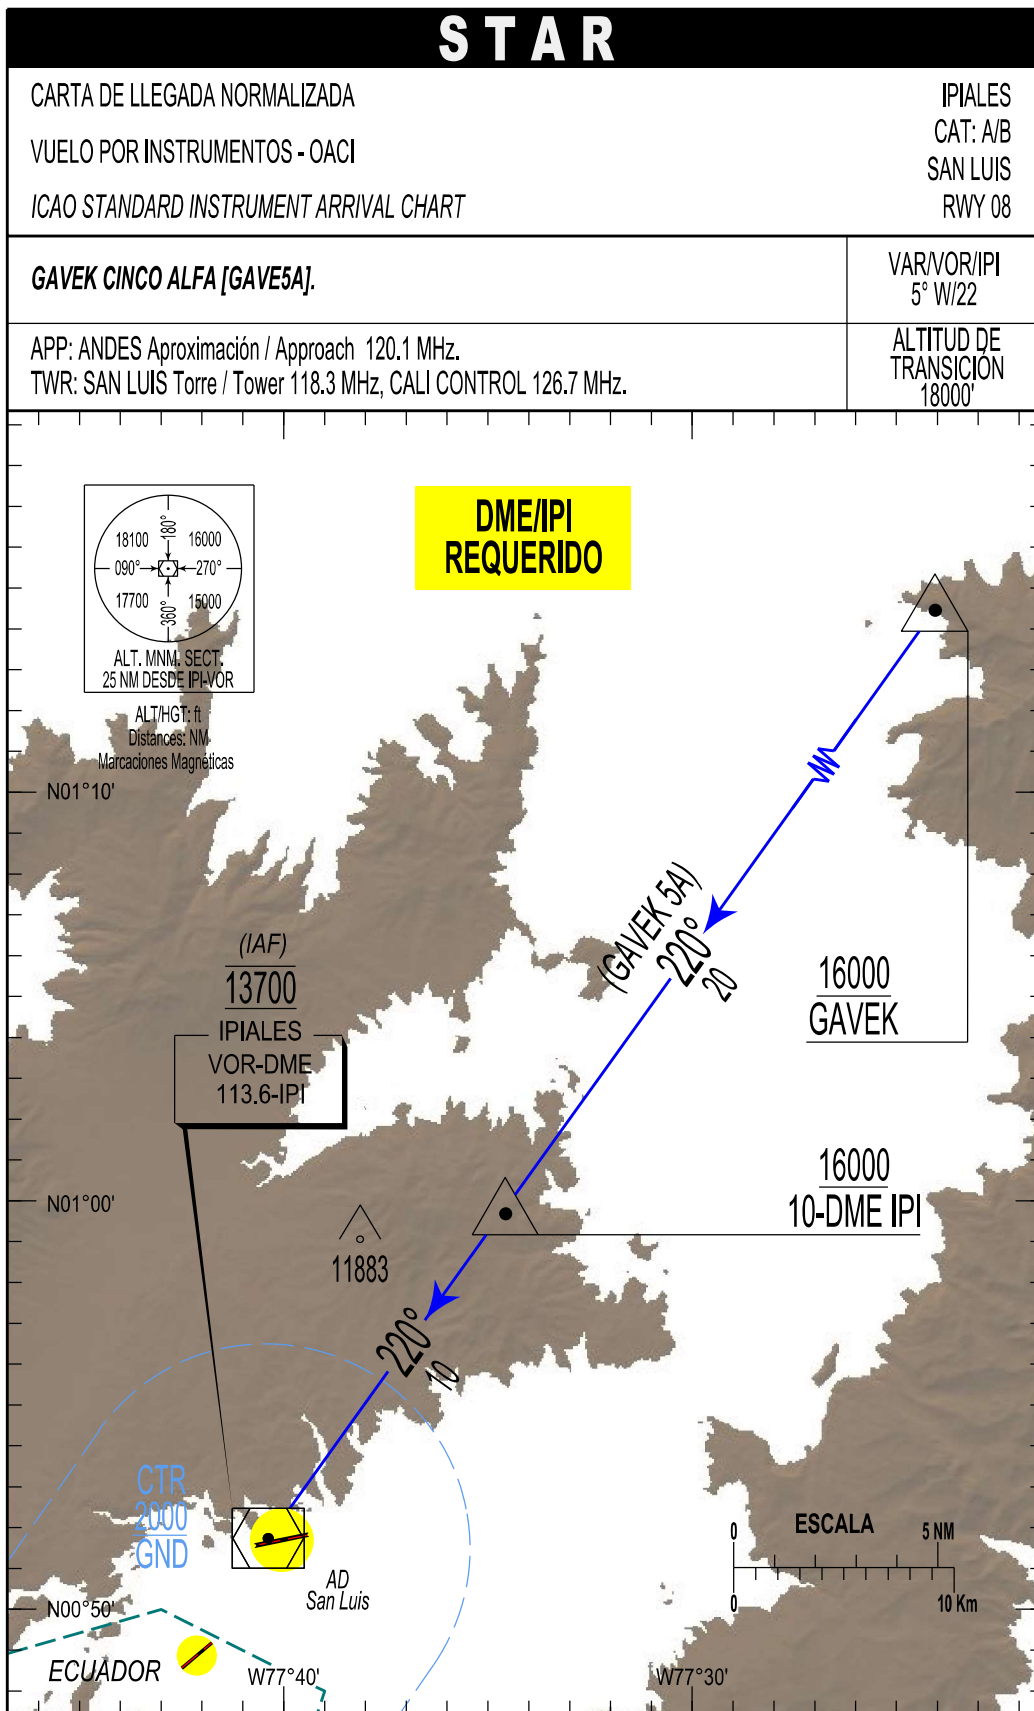 STAR
CARTA DE LLEGADA NORMALIZADA
VUELO POR INSTRUMENTOS - OACI
ICAO STANDARD INSTRUMENT ARRIVAL CHART
IPIALES
CAT: A/B
SAN LUIS
RWY 08
GAVEK CINCO ALFA [GAVE5A].
VAR/VOR/IPI
5° W/22
APP: ANDES Aproximación / Approach 120.1 MHz.
TWR: SAN LUIS Torre / Tower 118.3 MHz, CALI CONTROL 126.7 MHz.
ALTITUD DE
TRANSICIÓN
18000'
DME/IPI
REQUERIDO
180°
18100 16000
090° 270°
17700 15000
360°
ALT. MNM. SECT.
25 NM DESDE IPI-VOR
ALT/HGT: ft
Distances: NM
Marcaciones Magnéticas
N01°10'
(GAVEK 5A)
220°
20
(IAF)
13700
IPIALES
VOR-DME
113.6-IPI
16000
GAVEK
16000
10-DME IPI
N01°00'
11883
220°
10
CTR
2000
GND
AD
San Luis
ESCALA
0 5 NM
0 10 Km
N00°50'
ECUADOR
W77°40'
W77°30'